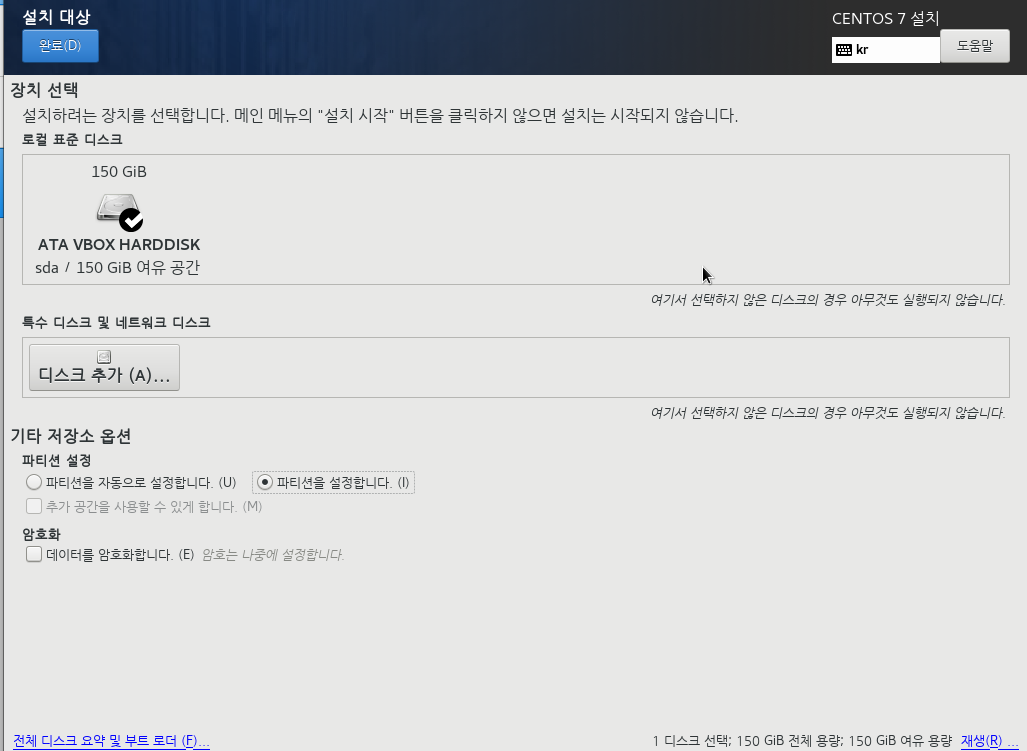 설치 대상
CENTOS 7 설치
완료(D)
kr
도움말
장치 선택
설치하려는 장치를 선택합니다. 메인 메뉴의 "설치 시작" 버튼을 클릭하지 않으면 설치는 시작되지 않습니다.
로컬 표준 디스크
150 GiB
ATA VBOX HARDDISK
sda / 150 GiB 여유 공간
여기서 선택하지 않은 디스크의 경우 아무것도 실행되지 않습니다.
특수 디스크 및 네트워크 디스크
디스크 추가 (A)...
여기서 선택하지 않은 디스크의 경우 아무것도 실행되지 않습니다.
기타 저장소 옵션
파티션 설정
파티션을 자동으로 설정합니다. (U) 파티션을 설정합니다. (I)
추가 공간을 사용할 수 있게 합니다. (M)
암호화
데이터를 암호화합니다. (E) 암호는 나중에 설정합니다.
전체 디스크 요약 및 부트 로더 (F)... 1 디스크 선택; 150 GiB 전체 용량; 150 GiB 여유 용량 재생(R) ...